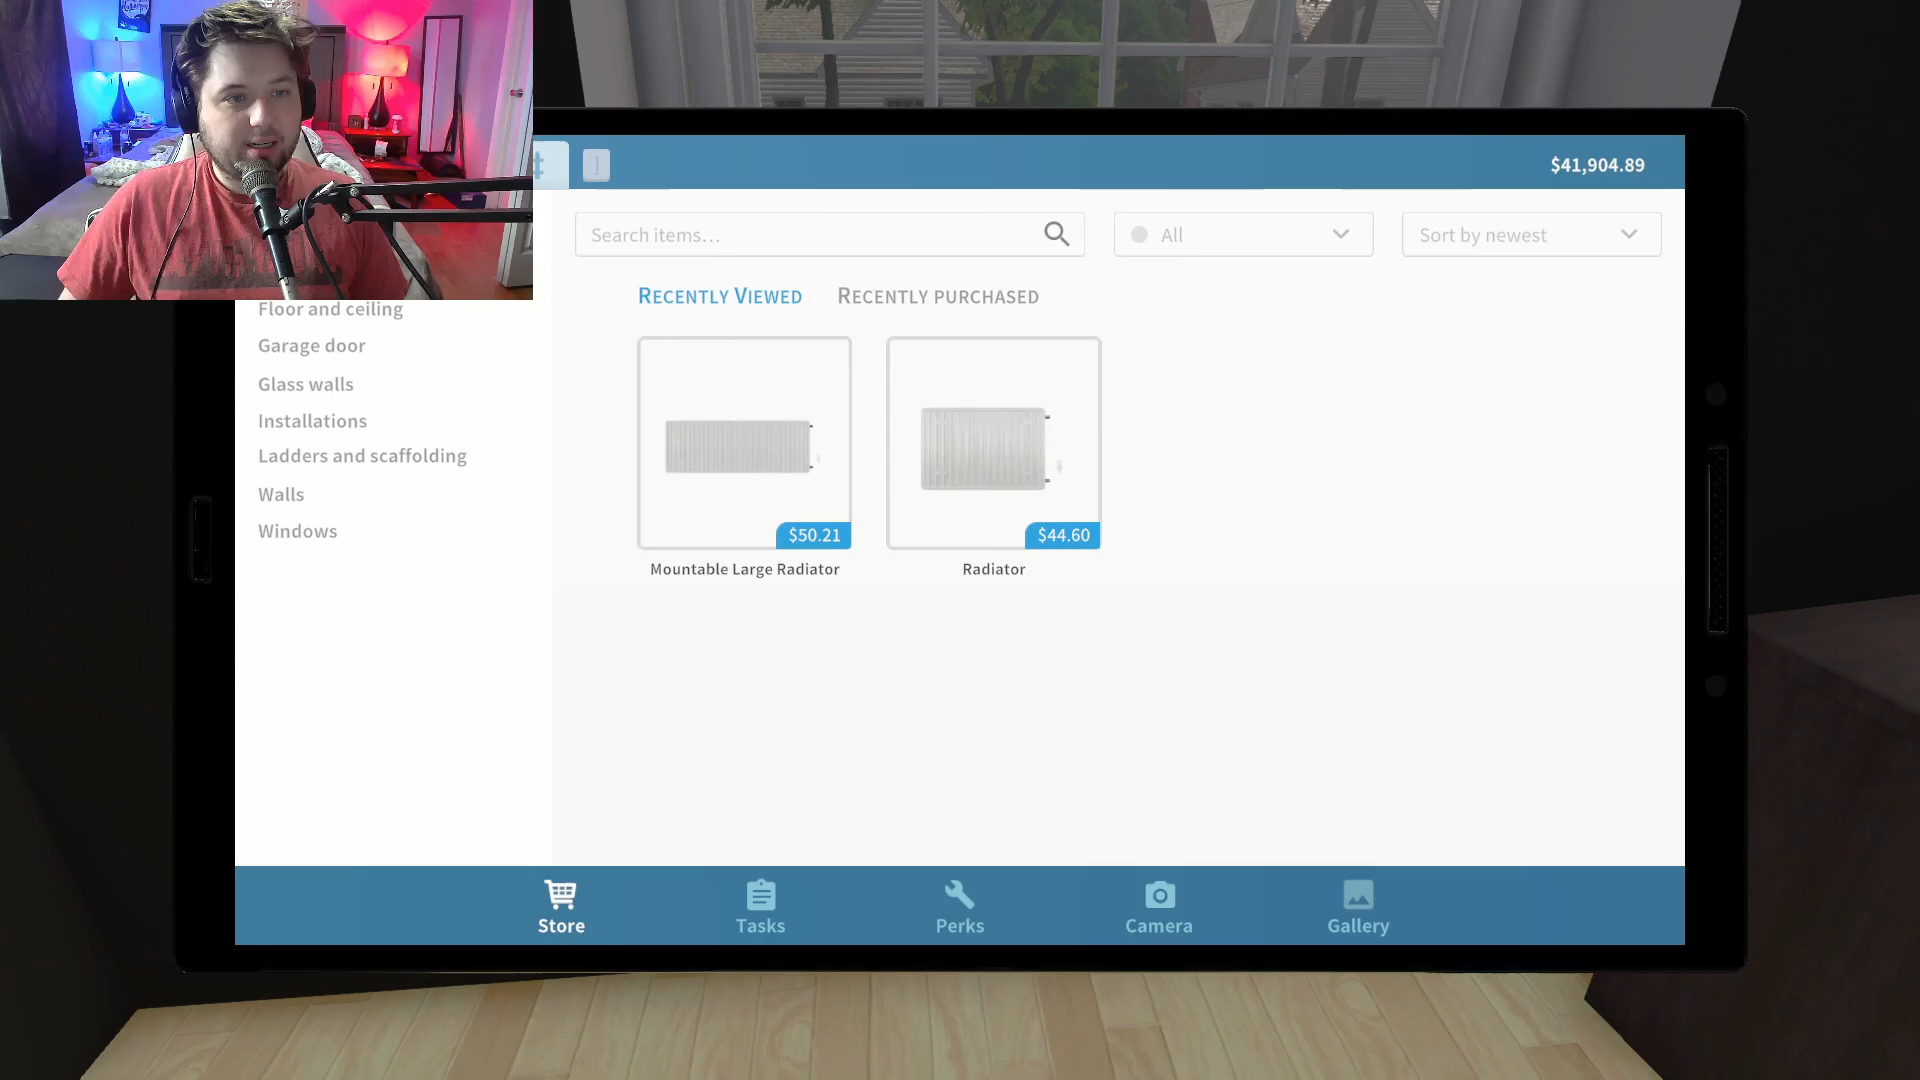 $41,904.89
Search items...
All
Sort by newest
RECENTLY VIEWED
RECENTLY PURCHASED
Floor and ceiling
Garage door
Glass walls
Installations
Ladders and scaffolding
Walls
Windows
$50.21
$44.60
Mountable Large Radiator
Radiator
Store
Tasks
Perks
Camera
Gallery